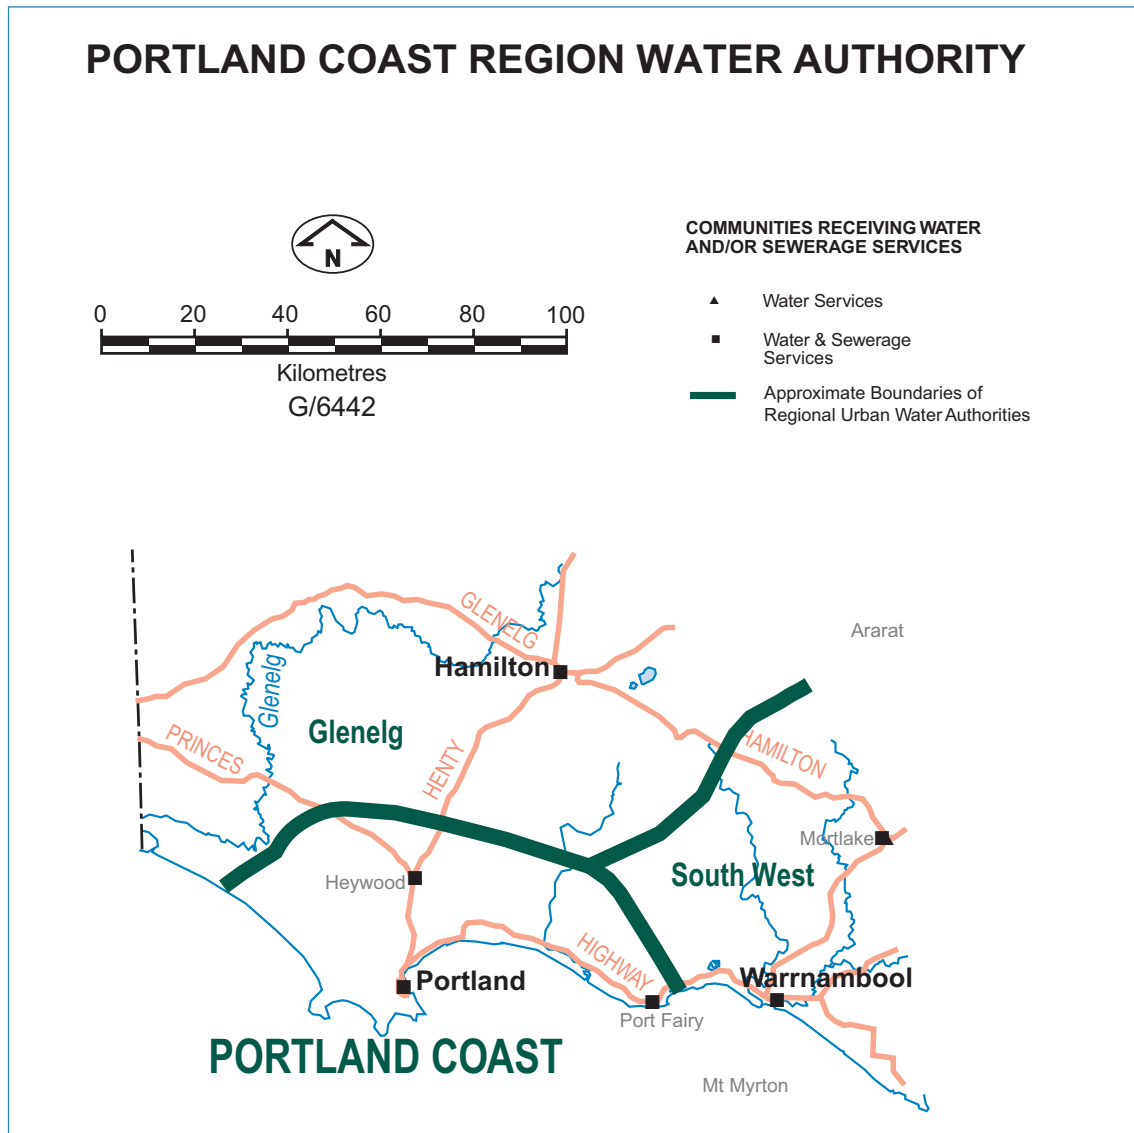 PORTLAND COAST REGION WATER AUTHORITY
N
0 20 40 60 80 100
Kilometres
G/6442
COMMUNITIES RECEIVING WATER
AND/OR SEWERAGE SERVICES
Water Services
Water & Sewerage
Services
Approximate Boundaries of
Regional Urban Water Authorities
GLENELG
Ararat
Hamilton
Glenelg
Glenelg
PRINCES
HENTY
HAMILTON
Mortlake
South West
Heywood
HIGHWAY
Portland
Warrnambool
Port Fairy
PORTLAND COAST
Mt Myrton